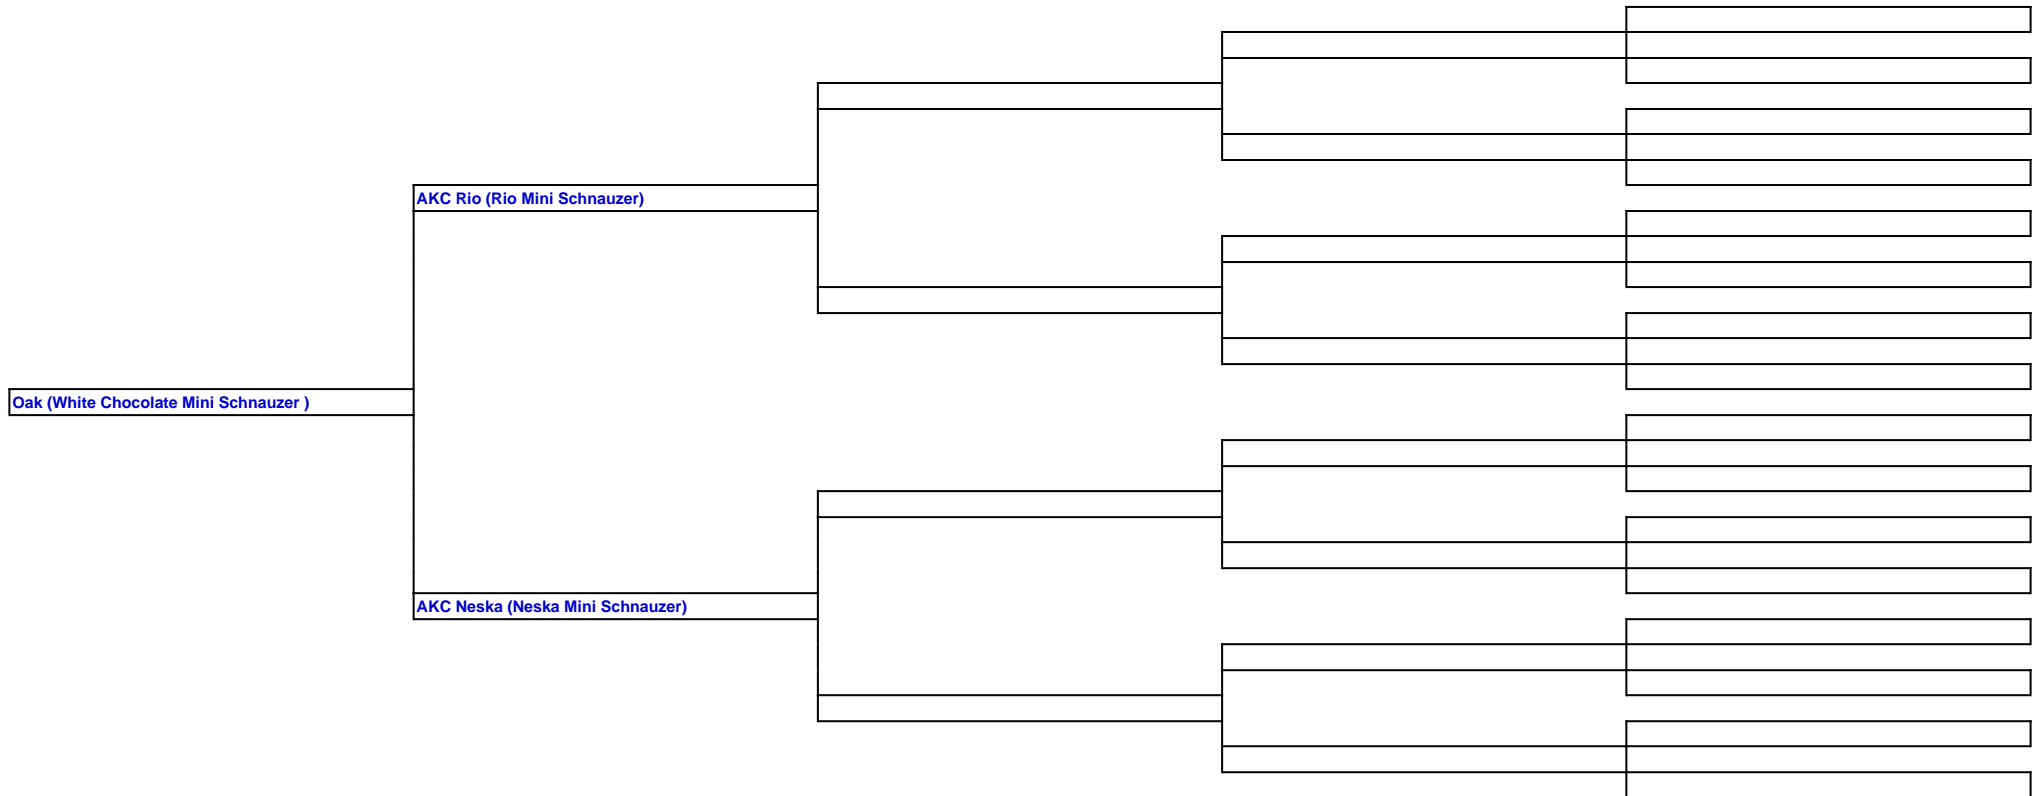 AKC Rio (Rio Mini Schnauzer)
Oak (White Chocolate Mini Schnauzer )
AKC Neska (Neska Mini Schnauzer)